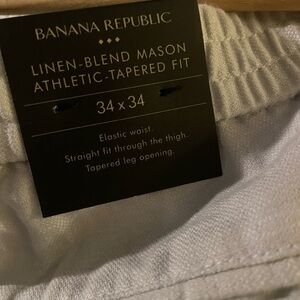 BANANA REPUBLIC
LINEN-BLEND MASON
ATHLETIC-TAPERED FIT
34 x 34
Elastic waist.
Straight fit through the thigh.
Tapered leg opening.